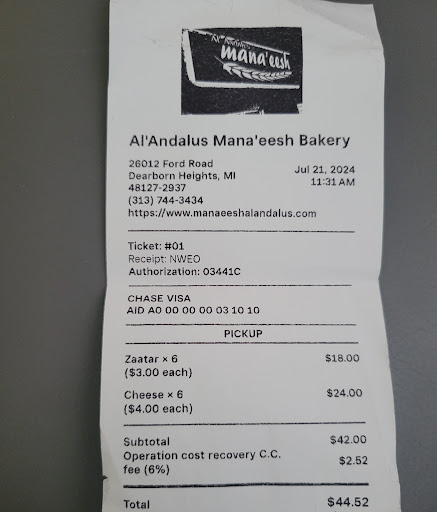 Al' Andalus
mana'eesh
Al'Andalus Mana'eesh Bakery
26012 Ford Road
Dearborn Heights, MI
48127-2937
(313) 744-3434
https://www.manaeeshalandalus.com
Jul 21, 2024
11:31 AM
Ticket: #01
Receipt: NWEO
Authorization: 03441C
CHASE VISA
AID A0 00 00 00 03 10 10
PICKUP
Zaatar × 6 $18.00
($3.00 each)
Cheese × 6 $24.00
($4.00 each)
Subtotal $42.00
Operation cost recovery C.C. $2.52
fee (6%)
Total $44.52